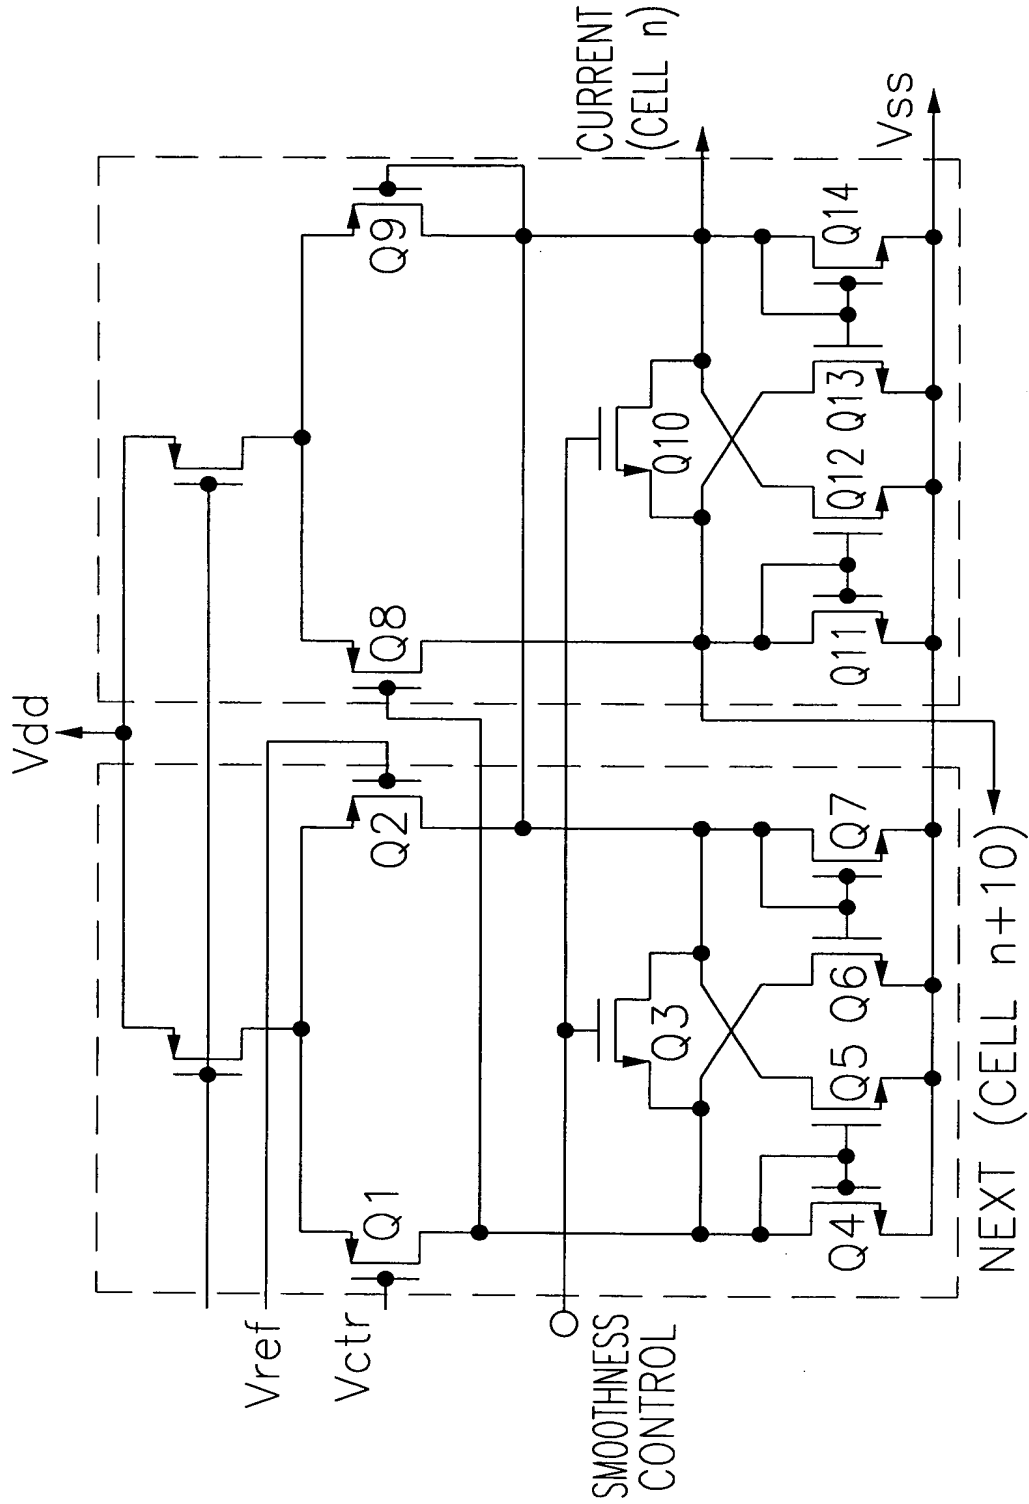 Vdd
Vref
Vctr
Q1
Q2
Q8
Q9
SMOOTHNESS
CONTROL
Q3
Q10
CURRENT
(CELL n)
Q4
Q5
Q6
Q7
Q11
Q12
Q13
Q14
Vss
NEXT (CELL n+10)